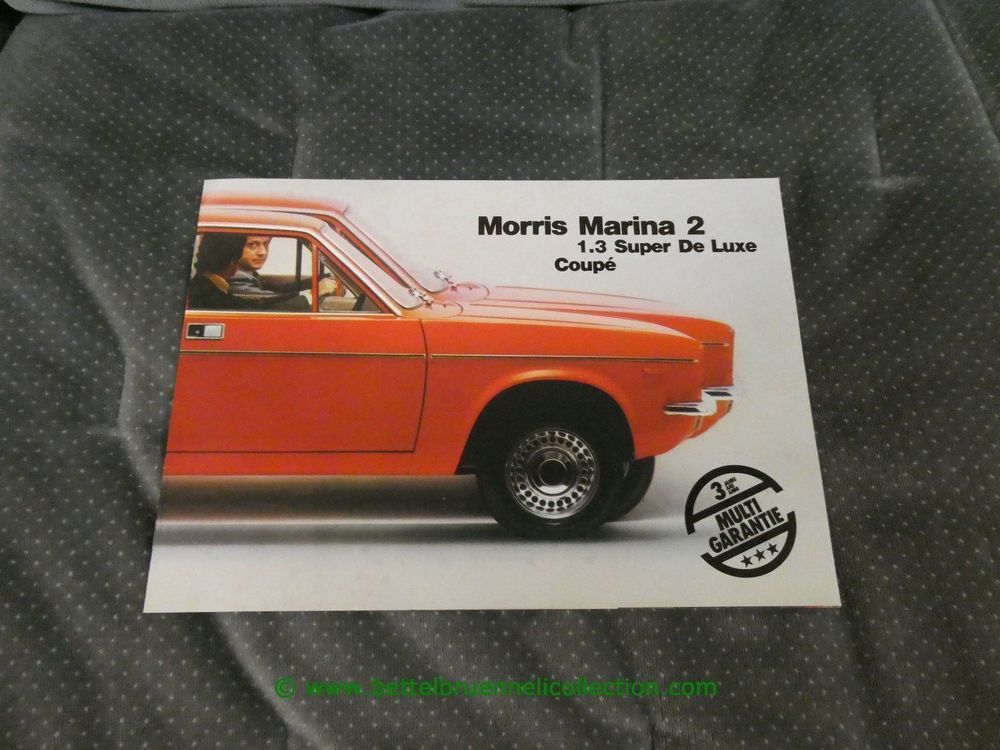 Morris Marina 2
1.3 Super De Luxe
Coupé
3
MULTI
GARANTIE
© www.bettelbruennelicollection.com